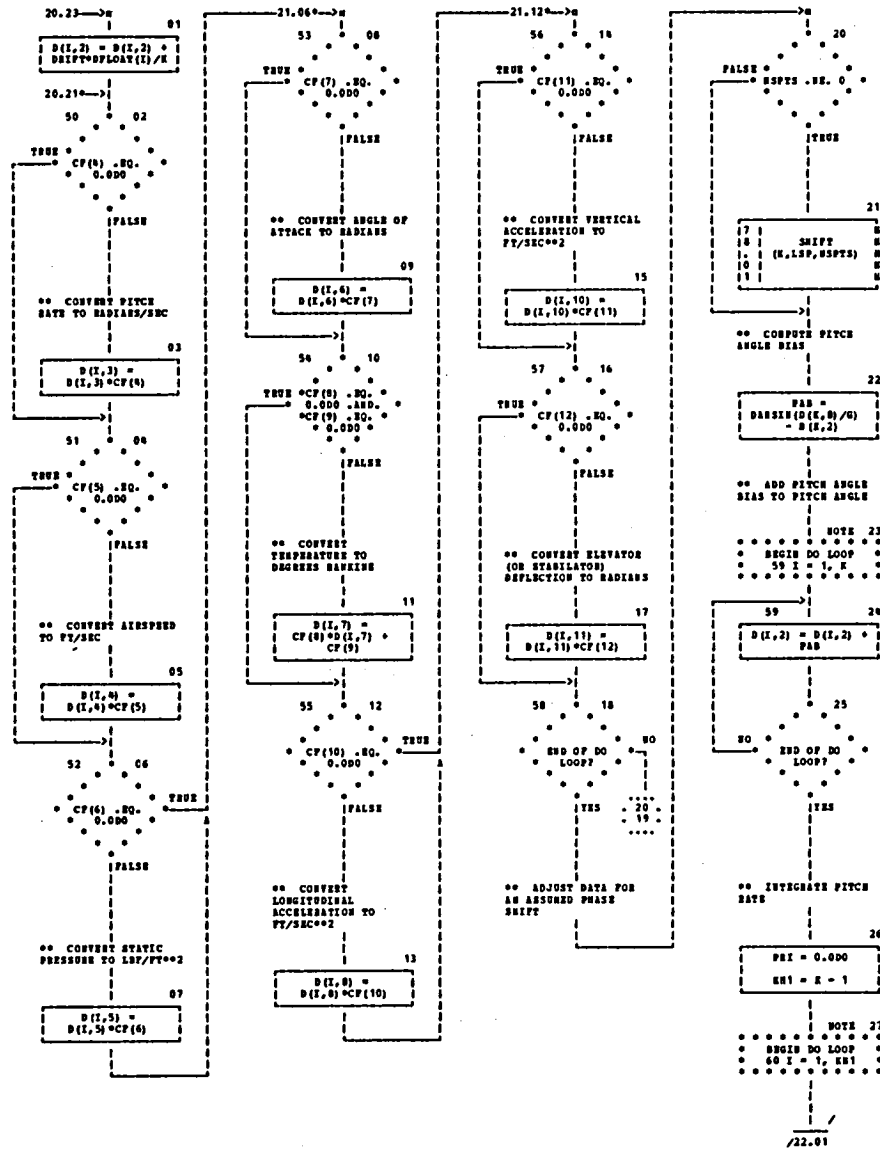 20.23--->*
01
D(I,2) = D(I,2) +
DRIFT*DFLOAT(I)/K
20.21*-->
50 02
TRUE
CF(4) .EQ.
0.0D0
FALSE
** CONVERT PITCH
RATE TO RADIANS/SEC
03
D(I,3) =
D(I,3)*CF(4)
51 04
TRUE
CF(5) .EQ.
0.0D0
FALSE
** CONVERT AIRSPEED
TO FT/SEC
05
D(I,4) =
D(I,4)*CF(5)
52 06
CF(6) .EQ.
0.0D0
TRUE
FALSE
** CONVERT STATIC
PRESSURE TO LBF/FT**2
07
D(I,5) =
D(I,5)*CF(6)
21.06*--->*
53 08
TRUE
CF(7) .EQ.
0.0D0
FALSE
** CONVERT ANGLE OF
ATTACK TO RADIANS
09
D(I,6) =
D(I,6)*CF(7)
54 10
TRUE
*CF(8) .EQ.
0.0D0 .AND.
*CF(9) .EQ.
0.0D0
FALSE
** CONVERT
TEMPERATURE TO
DEGREES RANKINE
11
D(I,7) =
CF(8)*D(I,7) +
CF(9)
55 12
CF(10) .EQ.
0.0D0
TRUE
FALSE
** CONVERT
LONGITUDINAL
ACCELERATION TO
FT/SEC**2
13
D(I,8) =
D(I,8)*CF(10)
21.12*--->*
56 14
TRUE
CF(11) .EQ.
0.0D0
FALSE
** CONVERT VERTICAL
ACCELERATION TO
FT/SEC**2
15
D(I,10) =
D(I,10)*CF(11)
57 16
TRUE
CF(12) .EQ.
0.0D0
FALSE
** CONVERT ELEVATOR
(OR STABILATOR)
DEFLECTION TO RADIANS
17
D(I,11) =
D(I,11)*CF(12)
58 18
END OF DO
LOOP?
NO
20
19
YES
** ADJUST DATA FOR
AN ASSUMED PHASE
SHIFT
20
FALSE
NSPTS .NE. 0
TRUE
21
7
8
.
0
1
SHIFT
(K,LSP,NSPTS)
** COMPUTE PITCH
ANGLE BIAS
22
PAB =
DARSIN(D(K,8)/G)
- D(K,2)
** ADD PITCH ANGLE
BIAS TO PITCH ANGLE
NOTE 23
BEGIN DO LOOP
59 I = 1, K
59 24
D(I,2) = D(I,2) +
PAB
25
NO
END OF DO
LOOP?
YES
** INTEGRATE PITCH
RATE
26
PHI = 0.0D0
KM1 = K - 1
NOTE 27
BEGIN DO LOOP
60 I = 1, KM1
/22.01